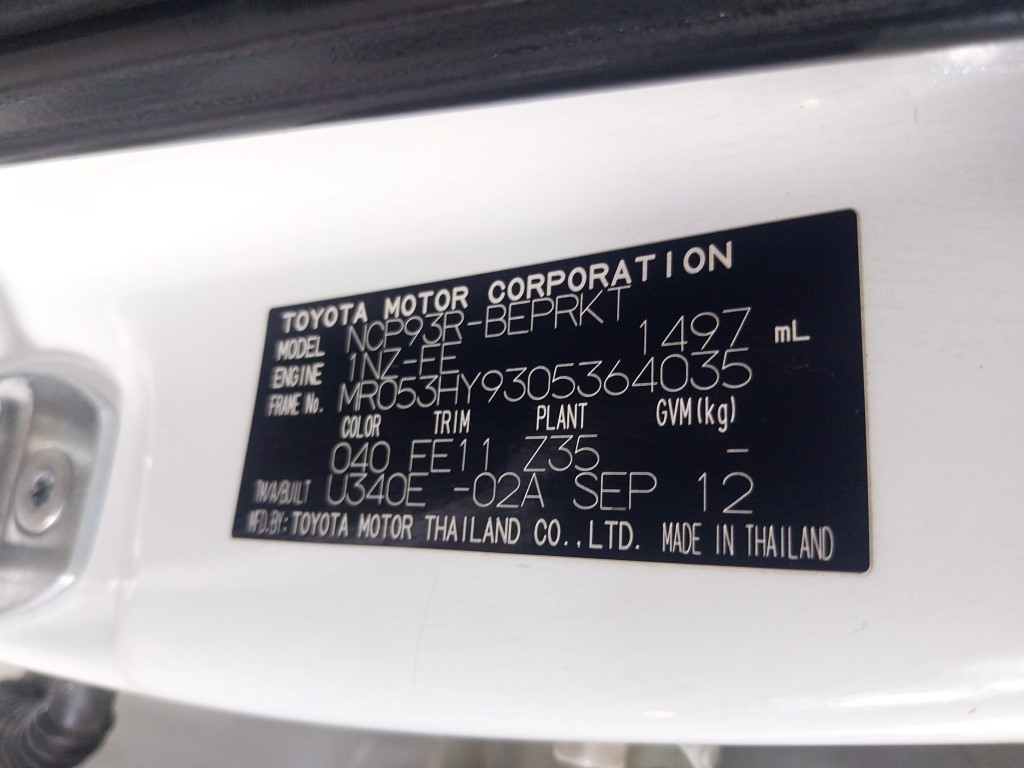 TOYOTA MOTOR CORPORATION
MODEL NCP93R-BEPRKT
ENGINE 1NZ-FE 1497 mL
FRAME No. MR053HY9305364035
COLOR TRIM PLANT GVM(kg)
040 FE11 Z35 -
TM/A/BUILT U340E -02A SEP 12
MFD.BY:TOYOTA MOTOR THAILAND CO.,LTD. MADE IN THAILAND